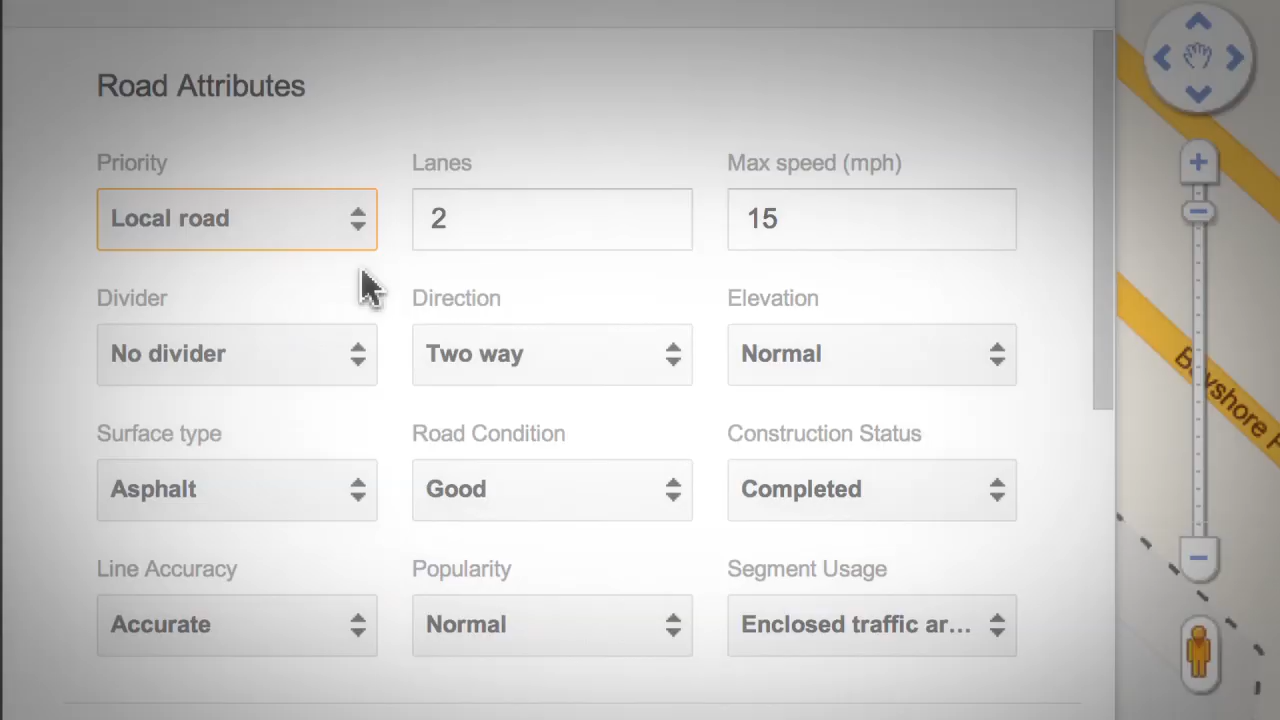 Road Attributes
Priority
Lanes
Max speed (mph)
Local road
2
15
Divider
Direction
Elevation
No divider
Two way
Normal
Surface type
Road Condition
Construction Status
Asphalt
Good
Completed
Line Accuracy
Popularity
Segment Usage
Accurate
Normal
Enclosed traffic ar...
Bayshore